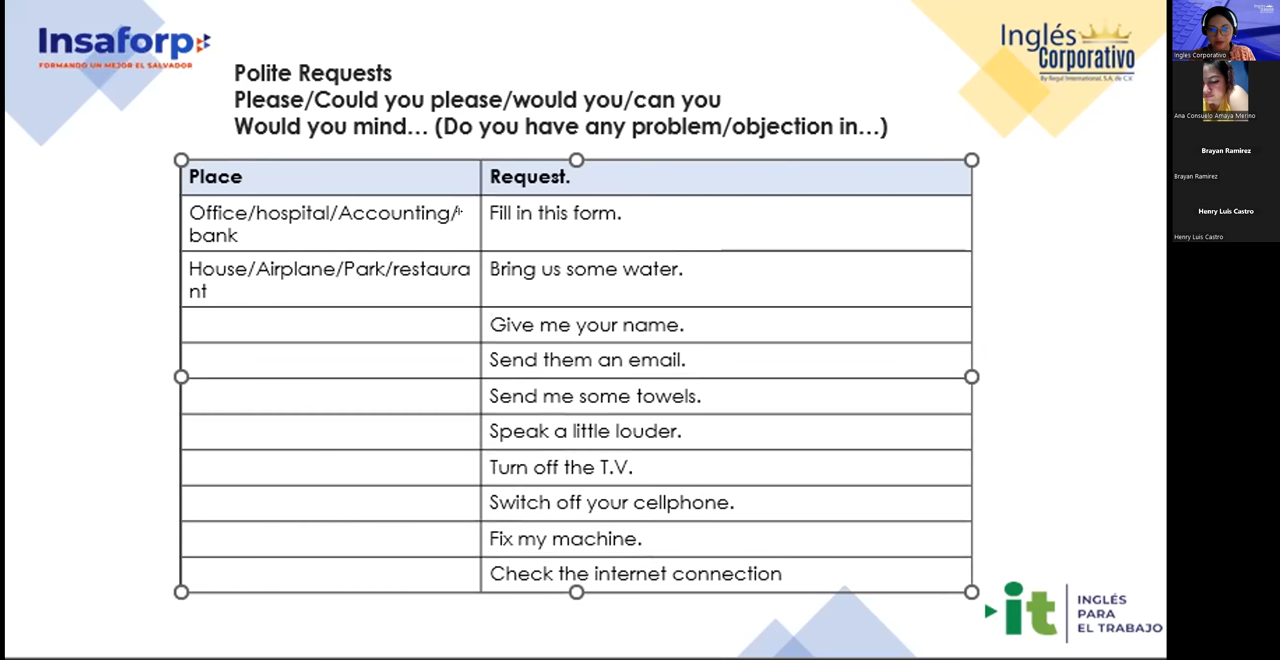 Insaforp
FORMANDO UN MEJOR EL SALVADOR
Inglés
Corporativo
By Regal International, S.A. de C.V.
Polite Requests
Please/Could you please/would you/can you
Would you mind... (Do you have any problem/objection in...)
Place
Request.
Office/hospital/Accounting/
bank
Fill in this form.
House/Airplane/Park/restaura
nt
Bring us some water.
Give me your name.
Send them an email.
Send me some towels.
Speak a little louder.
Turn off the T.V.
Switch off your cellphone.
Fix my machine.
Check the internet connection
it
INGLÉS
PARA
EL TRABAJO
Ingles Corporativo
Ana Consuelo Amaya Merino
Brayan Ramirez
Brayan Ramirez
Henry Luis Castro
Henry Luis Castro